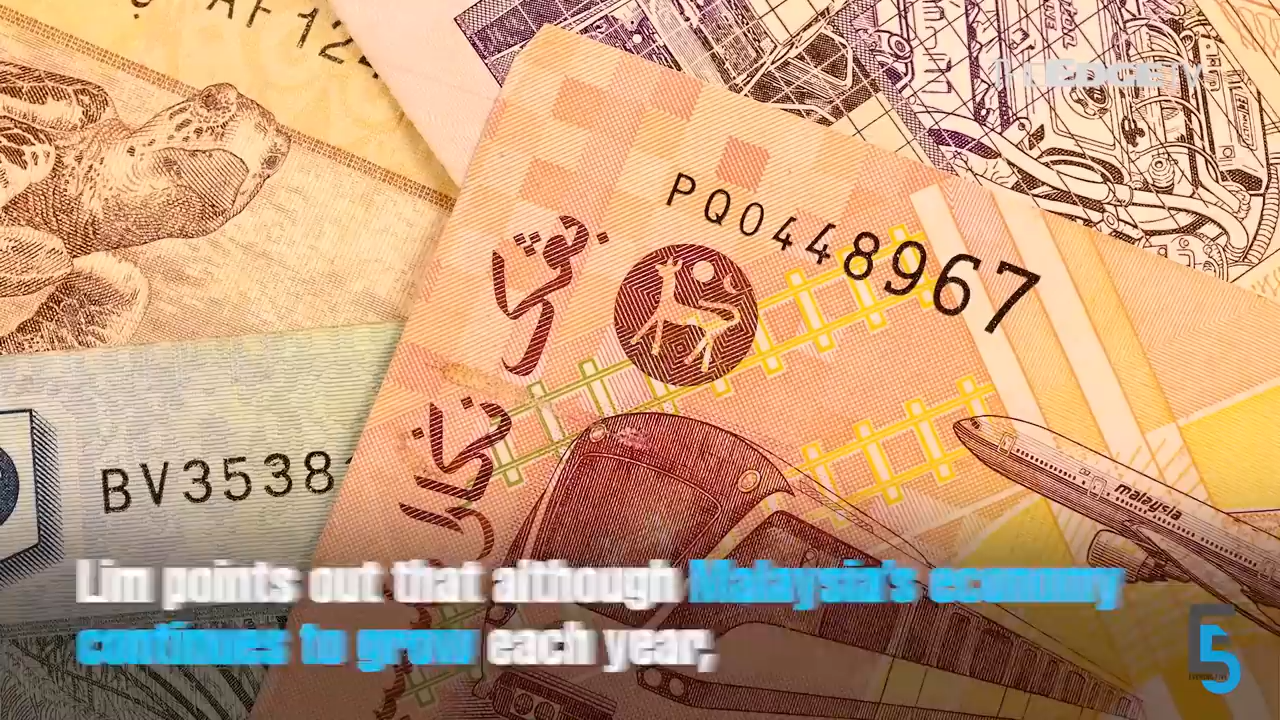 AF12
THE EDGE TV
PQ0448967
malaysia
BV3538
Lim points out that although Malaysia's economy
continues to grow each year,
5